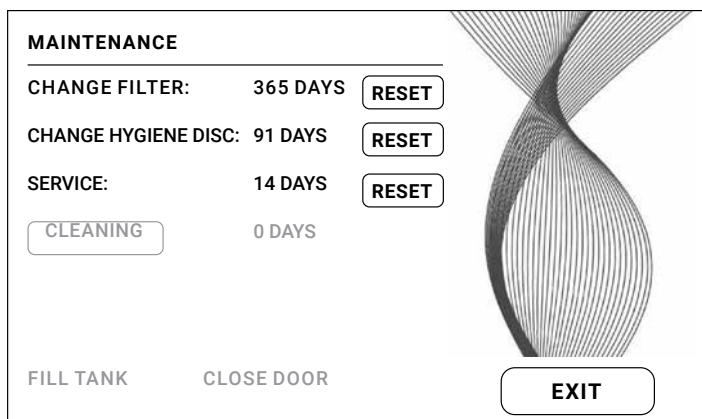 MAINTENANCE
CHANGE FILTER: 365 DAYS RESET
CHANGE HYGIENE DISC: 91 DAYS RESET
SERVICE: 14 DAYS RESET
CLEANING 0 DAYS
FILL TANK CLOSE DOOR EXIT